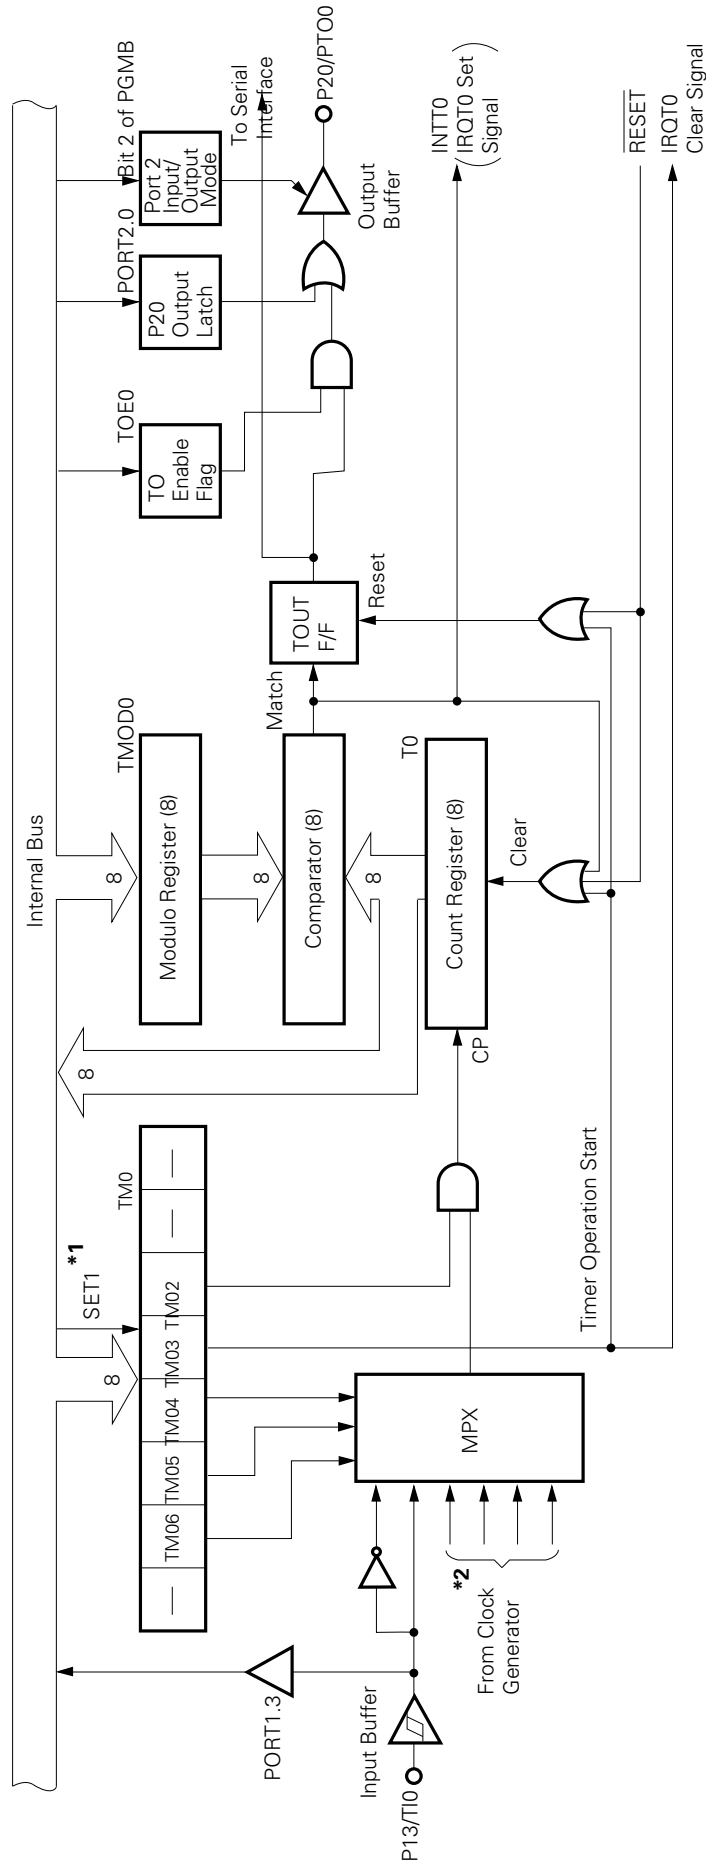 Internal Bus
SET1
*1
8
TM0
—
TM06
TM05
TM04
TM03
TM02
—
—
8
8
TMOD0
Modulo Register (8)
8
Comparator (8)
8
Match
T0
Count Register (8)
CP
Clear
TOE0
TO
Enable
Flag
PORT2.0
P20
Output
Latch
Bit 2 of PGMB
Port 2
Input/
Output
Mode
To Serial
Interface
P20/PTO0
Output
Buffer
TOUT
F/F
Reset
INTT0
(IRQT0 Set
Signal)
RESET
IRQT0
Clear Signal
Timer Operation Start
MPX
PORT1.3
Input Buffer
P13/TI0
*2
From Clock
Generator